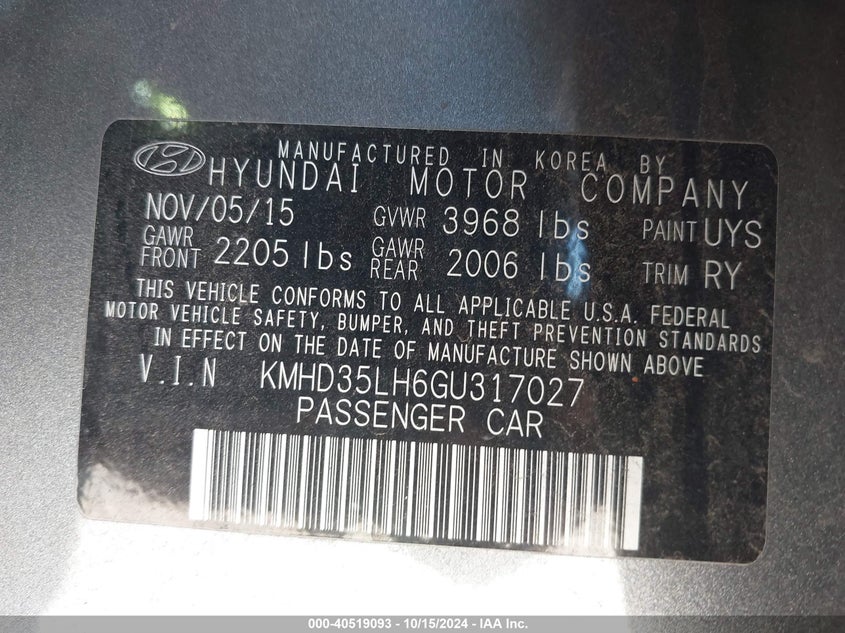 MANUFACTURED IN KOREA BY
HYUNDAI MOTOR COMPANY
NOV/05/15 GVWR 3968 lbs PAINT UYS
GAWR FRONT 2205 lbs GAWR REAR 2006 lbs TRIM RY
THIS VEHICLE CONFORMS TO ALL APPLICABLE U.S.A. FEDERAL
MOTOR VEHICLE SAFETY, BUMPER, AND THEFT PREVENTION STANDARDS
IN EFFECT ON THE DATE OF MANUFACTURE SHOWN ABOVE
V.I.N KMHD35LH6GU317027
PASSENGER CAR
000-40519093 - 10/15/2024 - IAA Inc.